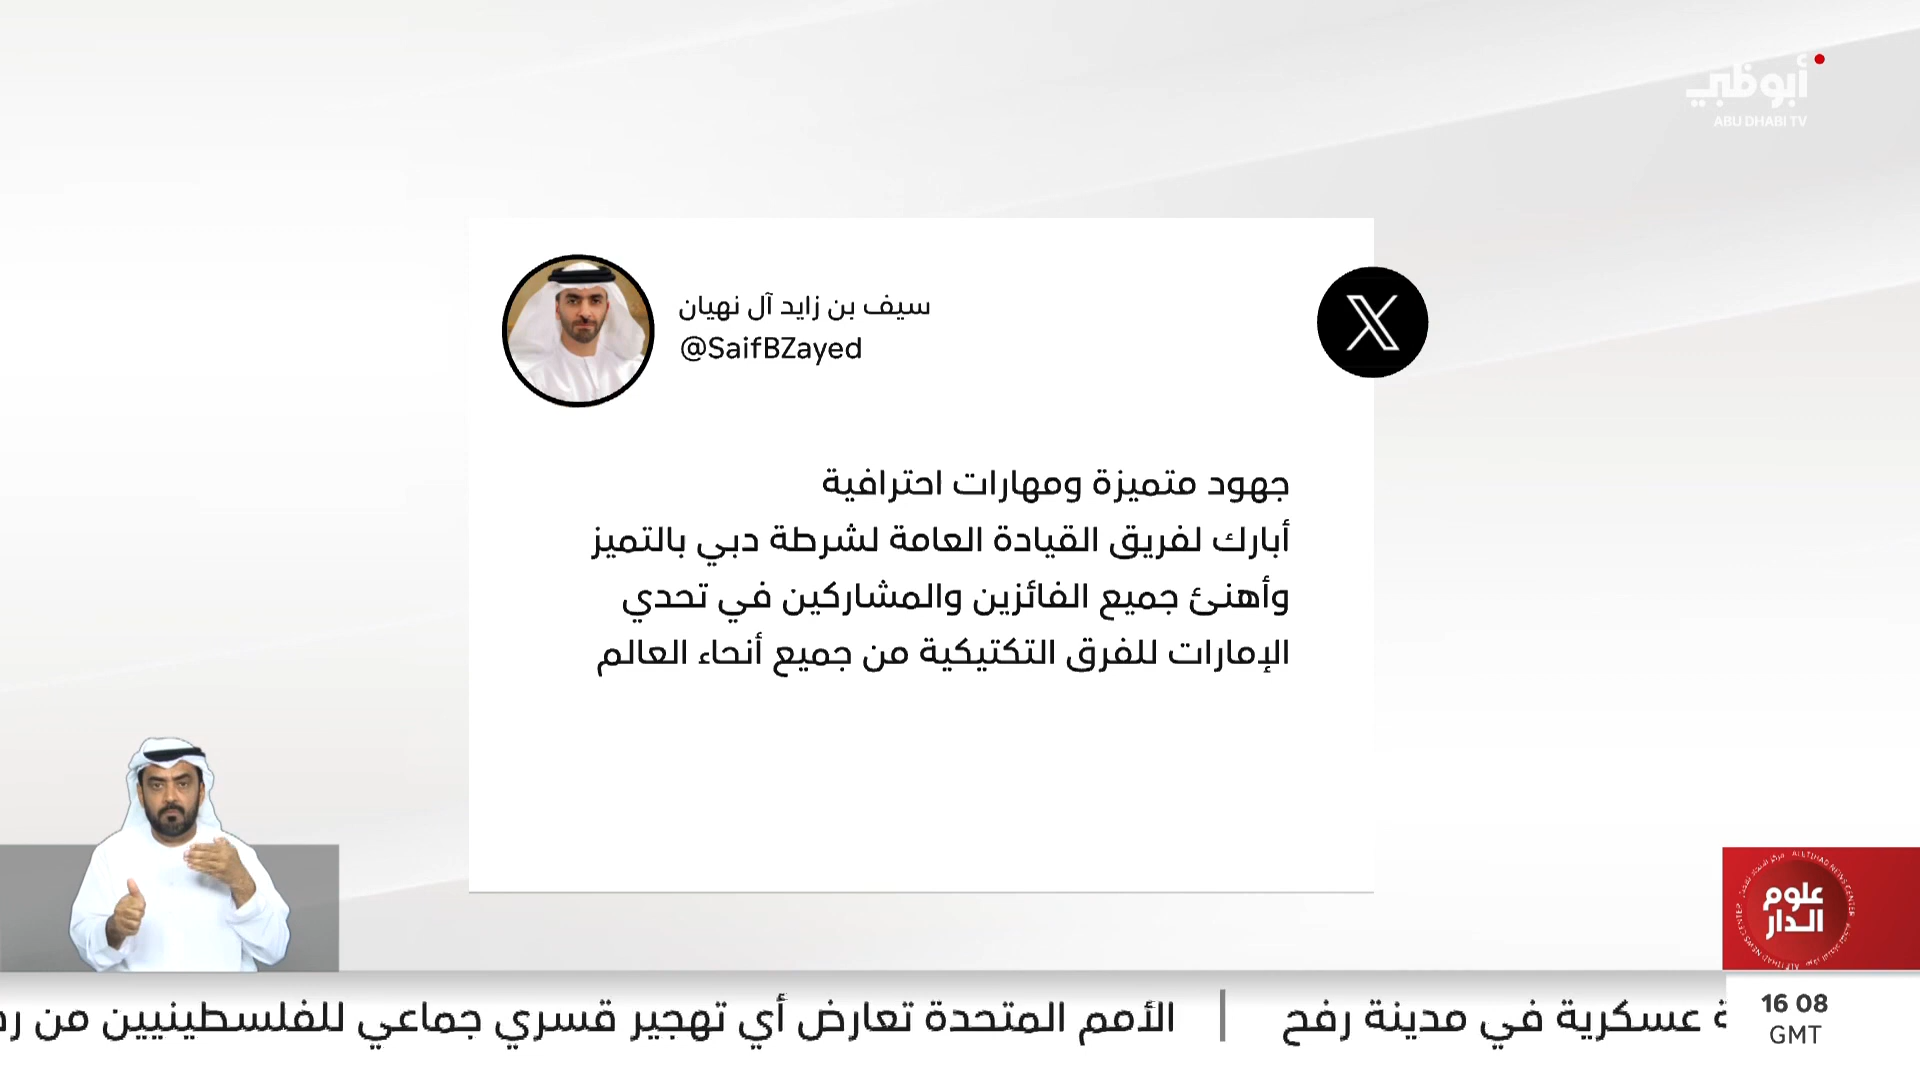 أبوظبي
ABU DHABI TV
سيف بن زايد آل نهيان
@SaifBZayed
جهود متميزة ومهارات احترافية
أبارك لفريق القيادة العامة لشرطة دبي بالتميز
وأهنئ جميع الفائزين والمشاركين في تحدي
الإمارات للفرق التكتيكية من جميع أنحاء العالم
علوم
الدار
عسكرية في مدينة رفح | الأمم المتحدة تعارض أي تهجير قسري جماعي للفلسطينيين من
16 08
GMT